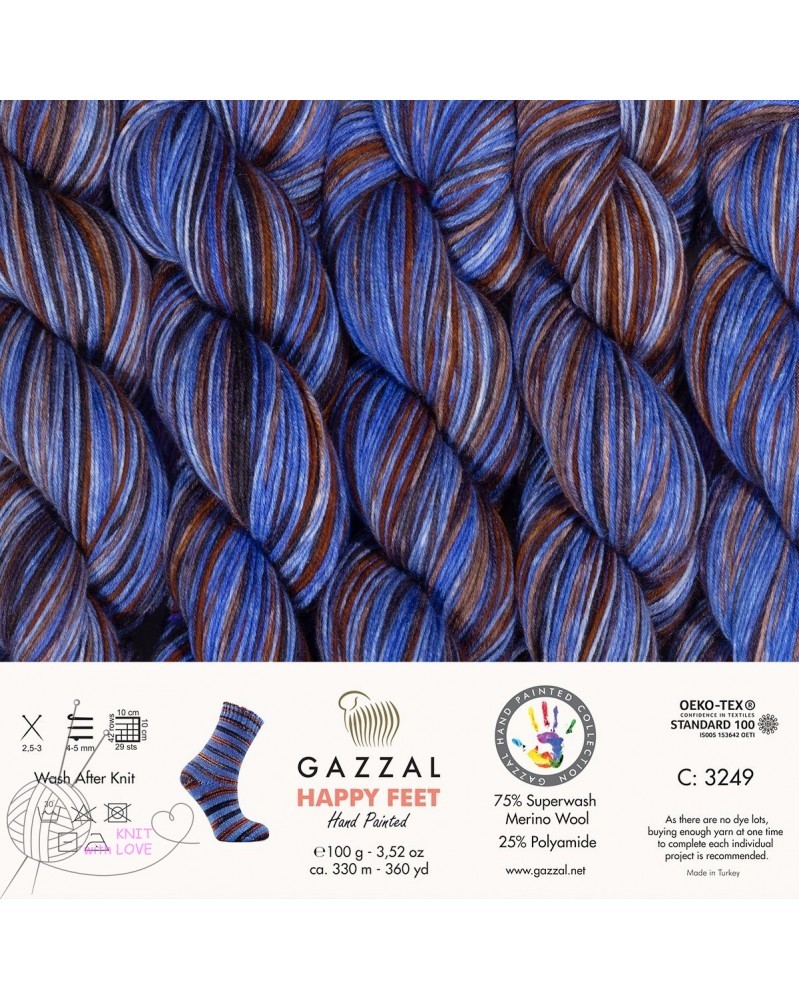 2,5-3
4-5 mm
10 cm
42 rows
10 cm
29 sts
Wash After Knit
30
KNIT
with LOVE
GAZZAL
HAPPY FEET
Hand Painted
℮100 g - 3,52 oz
ca. 330 m - 360 yd
GAZZAL HAND PAINTED COLLECTION
75% Superwash
Merino Wool
25% Polyamide
www.gazzal.net
OEKO-TEX®
CONFIDENCE IN TEXTILES
STANDARD 100
IS005 153642 OETI
C: 3249
As there are no dye lots,
buying enough yarn at one time
to complete each individual
project is recommended.
Made in Turkey